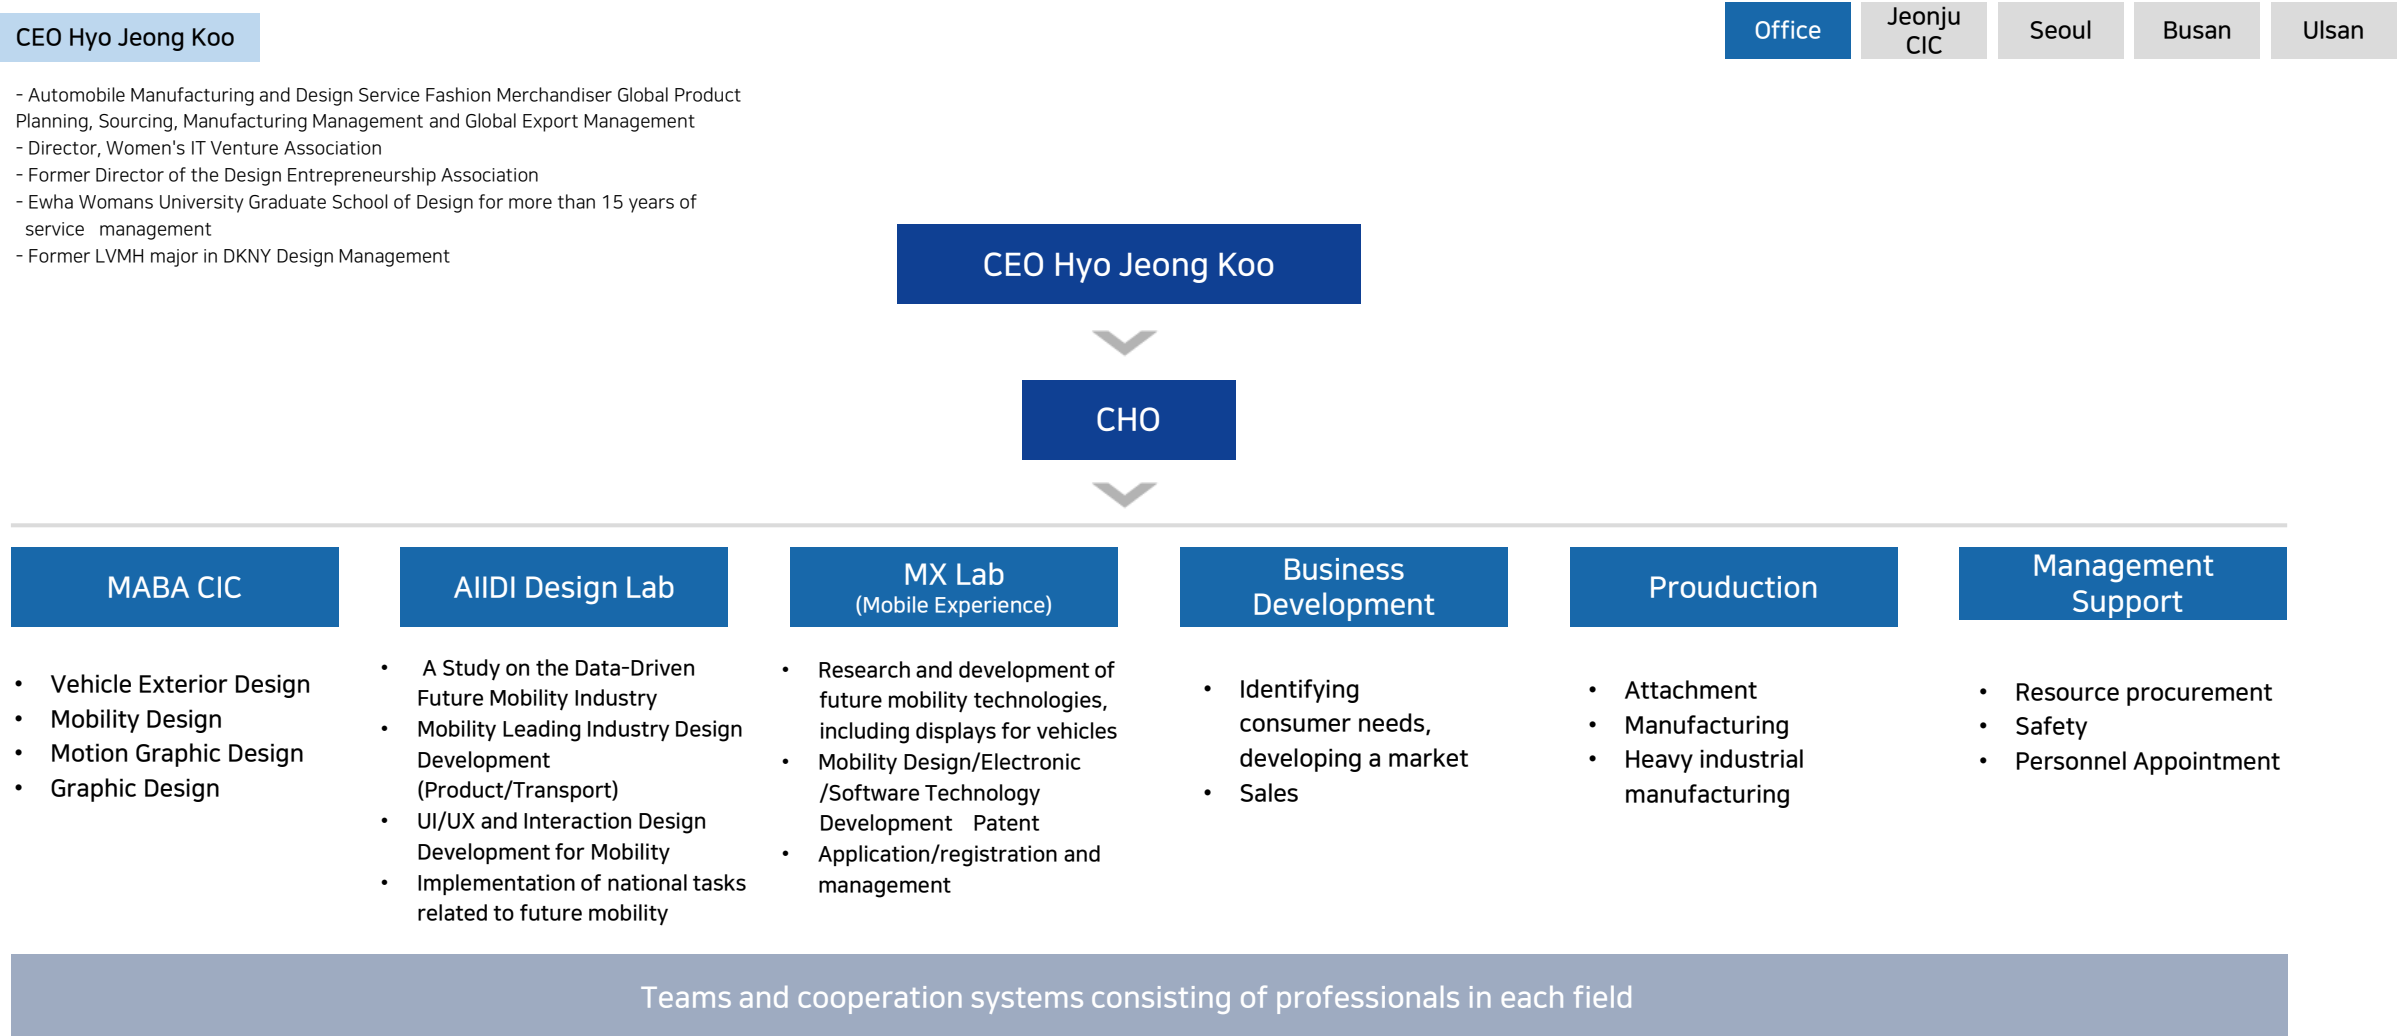 CEO Hyo Jeong Koo
Office
Jeonju
CIC
Seoul
Busan
Ulsan
- Automobile Manufacturing and Design Service Fashion Merchandiser Global Product
Planning, Sourcing, Manufacturing Management and Global Export Management
- Director, Women's IT Venture Association
- Former Director of the Design Entrepreneurship Association
- Ewha Womans University Graduate School of Design for more than 15 years of
service management
- Former LVMH major in DKNY Design Management
CEO Hyo Jeong Koo
CHO
MABA CIC
• Vehicle Exterior Design
• Mobility Design
• Motion Graphic Design
• Graphic Design
AIIDI Design Lab
• A Study on the Data-Driven
Future Mobility Industry
• Mobility Leading Industry Design
Development
(Product/Transport)
• UI/UX and Interaction Design
Development for Mobility
• Implementation of national tasks
related to future mobility
MX Lab
(Mobile Experience)
• Research and development of
future mobility technologies,
including displays for vehicles
• Mobility Design/Electronic
/Software Technology
Development Patent
• Application/registration and
management
Business
Development
• Identifying
consumer needs,
developing a market
• Sales
Prouduction
• Attachment
• Manufacturing
• Heavy industrial
manufacturing
Management
Support
• Resource procurement
• Safety
• Personnel Appointment
Teams and cooperation systems consisting of professionals in each field